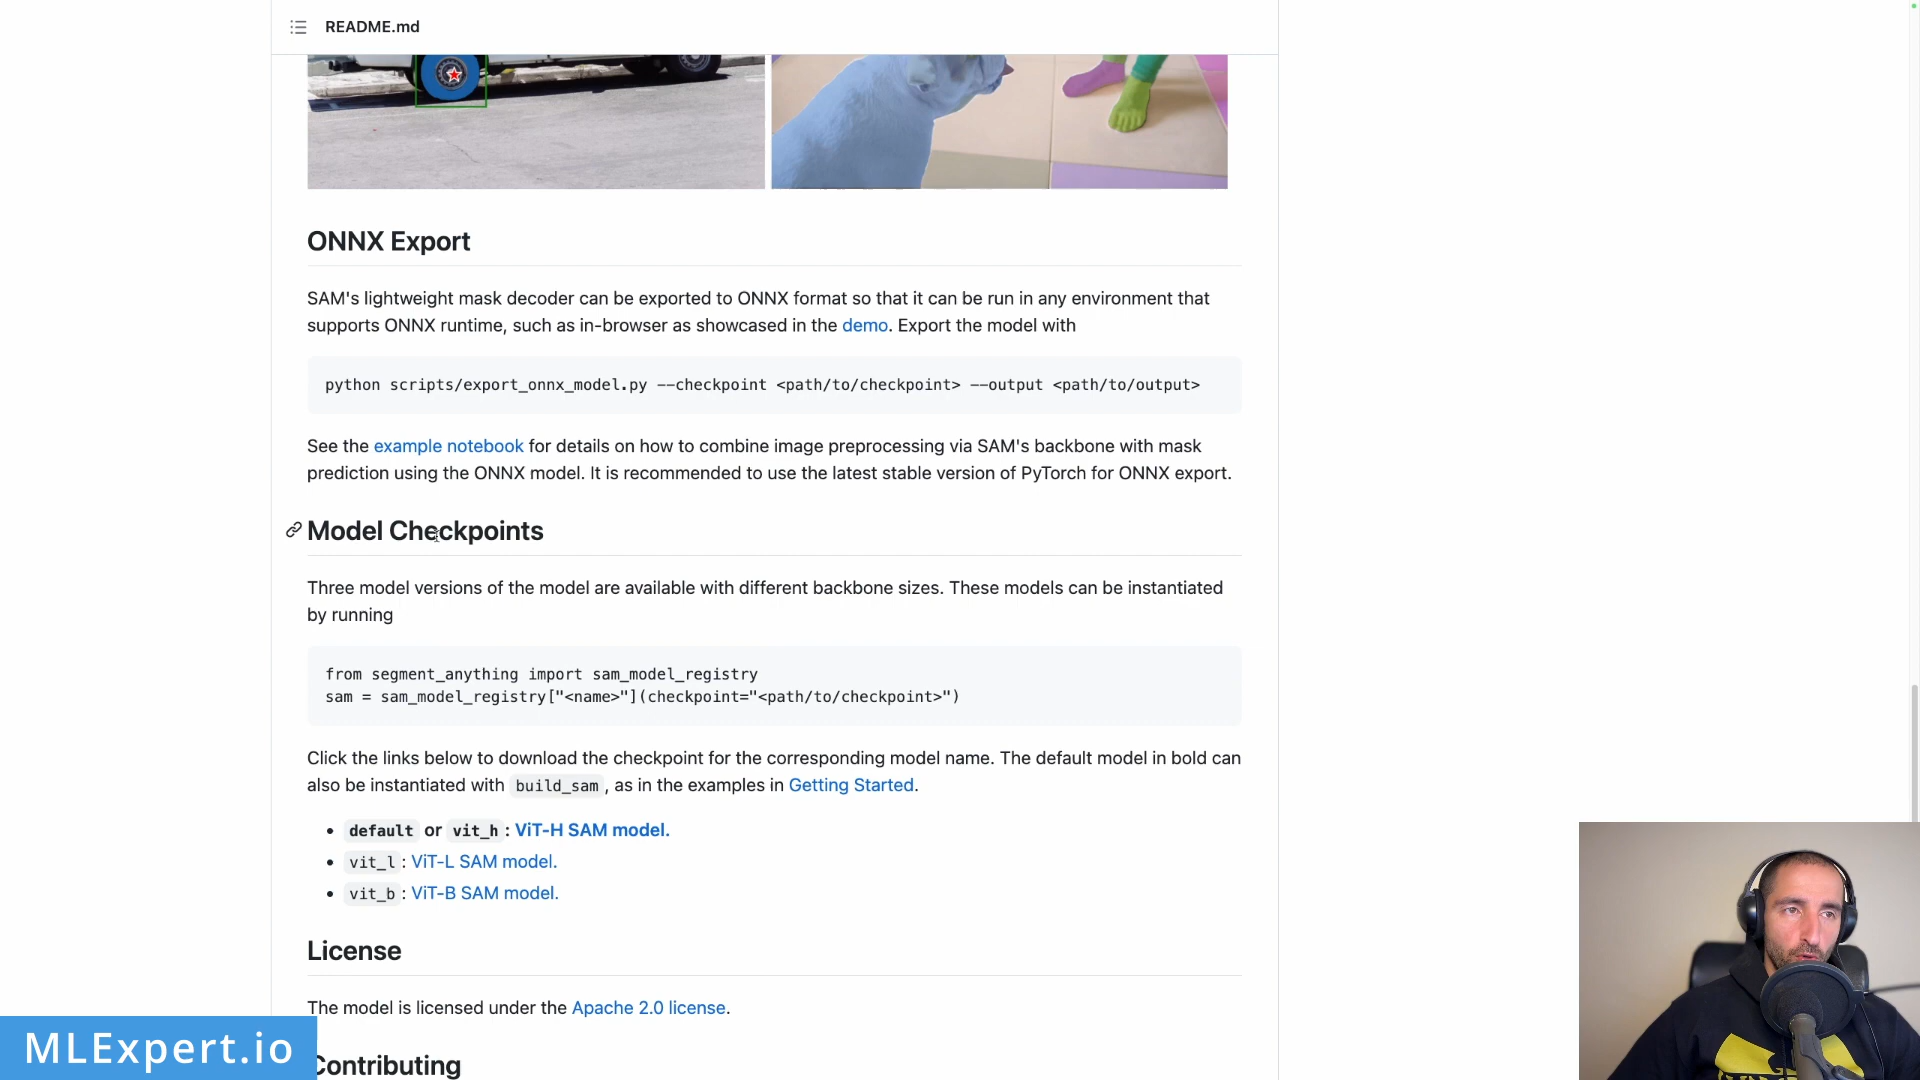 README.md
ONNX Export
SAM's lightweight mask decoder can be exported to ONNX format so that it can be run in any environment that
supports ONNX runtime, such as in-browser as showcased in the demo. Export the model with
python scripts/export_onnx_model.py --checkpoint <path/to/checkpoint> --output <path/to/output>
See the example notebook for details on how to combine image preprocessing via SAM's backbone with mask
prediction using the ONNX model. It is recommended to use the latest stable version of PyTorch for ONNX export.
Model Checkpoints
Three model versions of the model are available with different backbone sizes. These models can be instantiated
by running
from segment_anything import sam_model_registry
sam = sam_model_registry["<name>"](checkpoint="<path/to/checkpoint>")
Click the links below to download the checkpoint for the corresponding model name. The default model in bold can
also be instantiated with build_sam, as in the examples in Getting Started.
• default or vit_h: ViT-H SAM model.
• vit_l: ViT-L SAM model.
• vit_b: ViT-B SAM model.
License
The model is licensed under the Apache 2.0 license.
MLExpert.io
Contributing